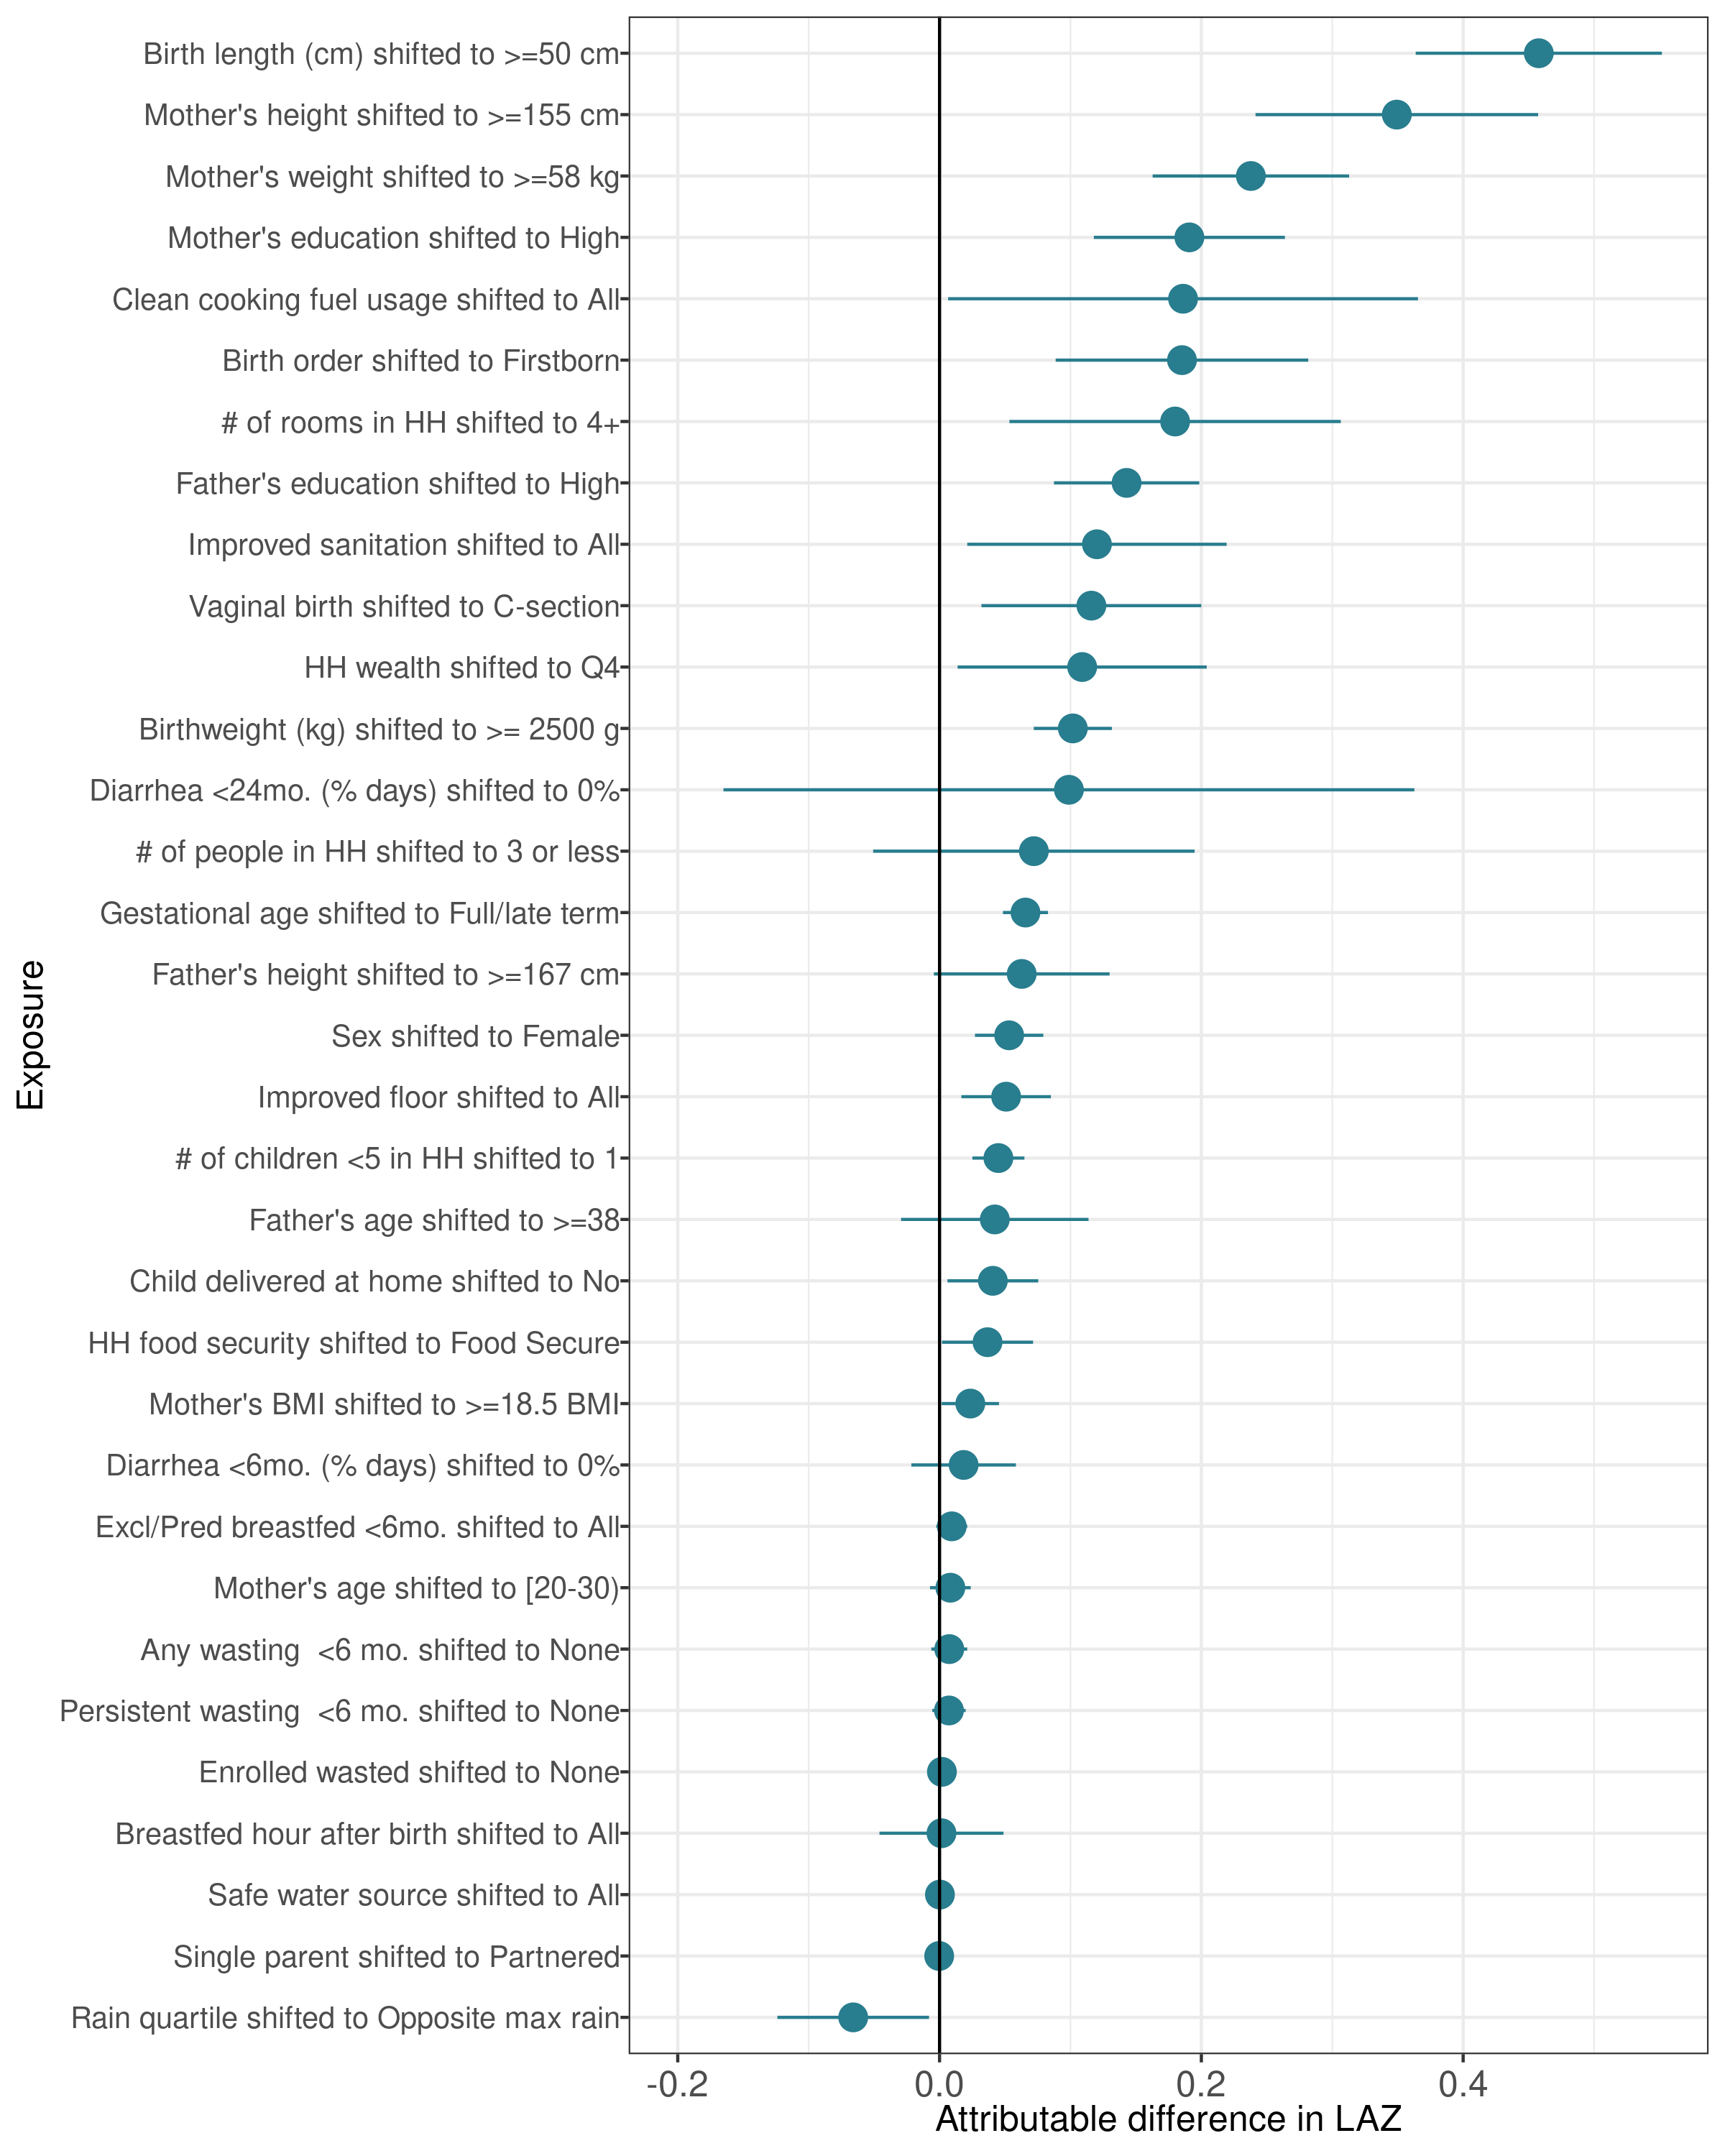 Birth length (cm) shifted to >=50 cm
Mother's height shifted to >=155 cm
Mother's weight shifted to >=58 kg
Mother's education shifted to High
Clean cooking fuel usage shifted to All
Birth order shifted to Firstborn
# of rooms in HH shifted to 4+
Father's education shifted to High
Improved sanitation shifted to All
Vaginal birth shifted to C-section
HH wealth shifted to Q4
Birthweight (kg) shifted to >= 2500 g
Diarrhea <24mo. (% days) shifted to 0%
# of people in HH shifted to 3 or less
Gestational age shifted to Full/late term
Father's height shifted to >=167 cm
Sex shifted to Female
Improved floor shifted to All
# of children <5 in HH shifted to 1
Father's age shifted to >=38
Child delivered at home shifted to No
HH food security shifted to Food Secure
Mother's BMI shifted to >=18.5 BMI
Diarrhea <6mo. (% days) shifted to 0%
Excl/Pred breastfed <6mo. shifted to All
Mother's age shifted to [20-30)
Any wasting  <6 mo. shifted to None
Persistent wasting  <6 mo. shifted to None
Enrolled wasted shifted to None
Breastfed hour after birth shifted to All
Safe water source shifted to All
Single parent shifted to Partnered
Rain quartile shifted to Opposite max rain
Exposure
-0.2 0.0 0.2 0.4
Attributable difference in LAZ